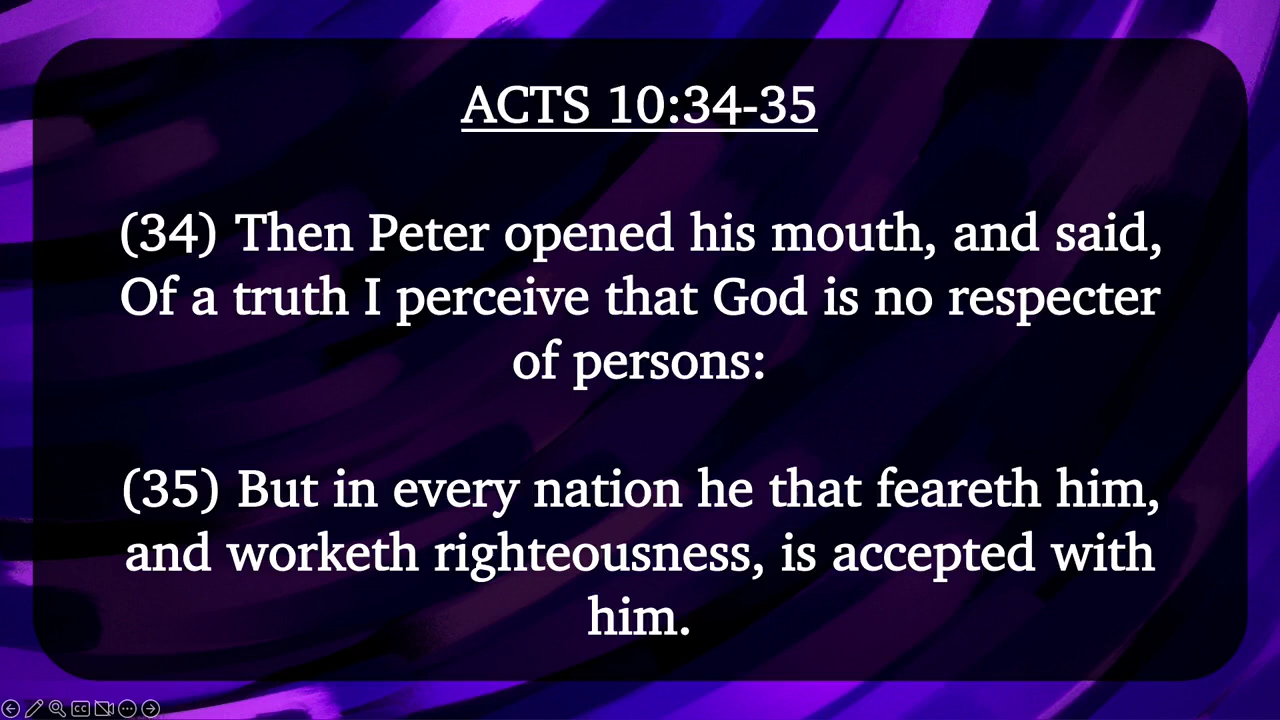 ACTS 10:34-35
(34) Then Peter opened his mouth, and said,
Of a truth I perceive that God is no respecter
of persons:
(35) But in every nation he that feareth him,
and worketh righteousness, is accepted with
him.
CC